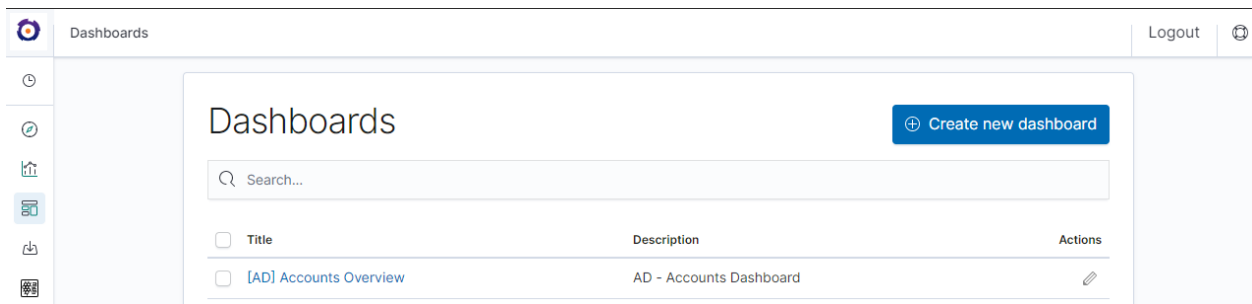 Dashboards
Logout
Dashboards
Create new dashboard
Search...
Title Description Actions
[AD] Accounts Overview AD - Accounts Dashboard